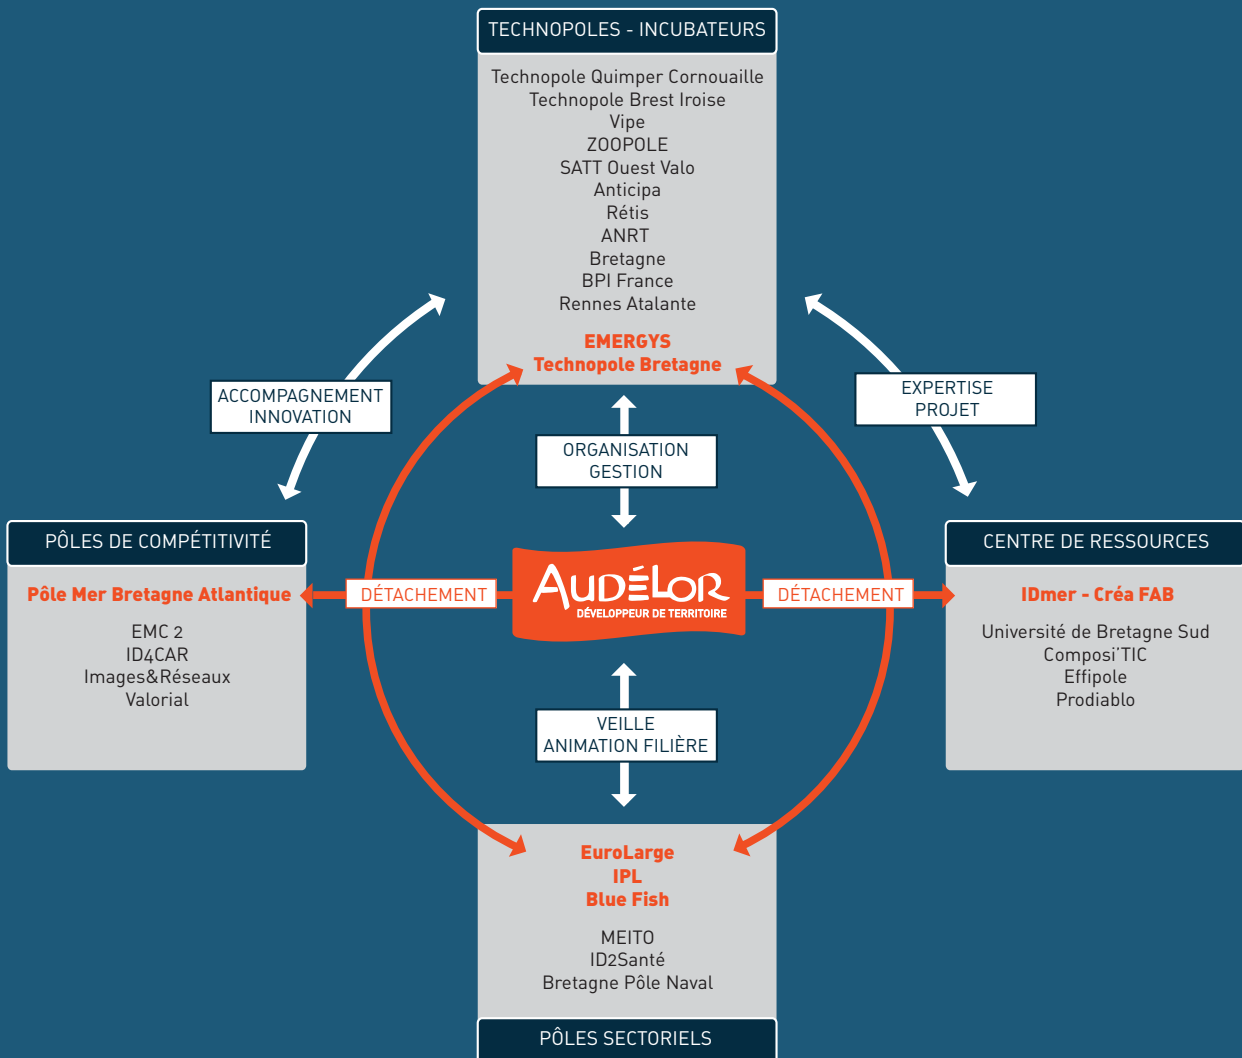 TECHNOPOLES - INCUBATEURS
Technopole Quimper Cornouaille
Technopole Brest Iroise
Vipe
ZOOPOLE
SATT Ouest Valo
Anticipa
Rétis
ANRT
Bretagne
BPI France
Rennes Atalante
EMERGYS
Technopole Bretagne
ACCOMPAGNEMENT
INNOVATION
EXPERTISE
PROJET
ORGANISATION
GESTION
PÔLES DE COMPÉTITIVITÉ
Pôle Mer Bretagne Atlantique
EMC 2
ID4CAR
Images&Réseaux
Valorial
DÉTACHEMENT
AUDÉLOR
DÉVELOPPEUR DE TERRITOIRE
DÉTACHEMENT
CENTRE DE RESSOURCES
IDmer - Créa FAB
Université de Bretagne Sud
Composi'TIC
Effipole
Prodiablo
VEILLE
ANIMATION FILIÈRE
EuroLarge
IPL
Blue Fish
MEITO
ID2Santé
Bretagne Pôle Naval
PÔLES SECTORIELS